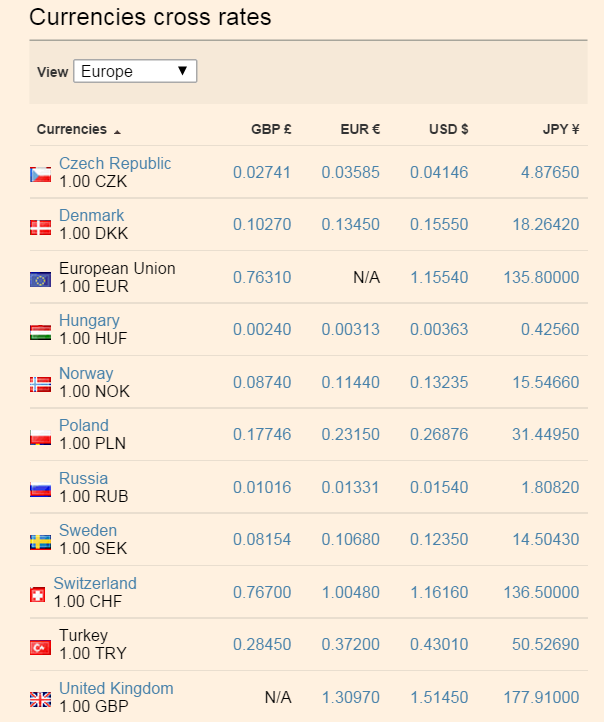 Currencies cross rates
View Europe
Currencies GBP £ EUR € USD $ JPY ¥
Czech Republic
1.00 CZK 0.02741 0.03585 0.04146 4.87650
Denmark
1.00 DKK 0.10270 0.13450 0.15550 18.26420
European Union
1.00 EUR 0.76310 N/A 1.15540 135.80000
Hungary
1.00 HUF 0.00240 0.00313 0.00363 0.42560
Norway
1.00 NOK 0.08740 0.11440 0.13235 15.54660
Poland
1.00 PLN 0.17746 0.23150 0.26876 31.44950
Russia
1.00 RUB 0.01016 0.01331 0.01540 1.80820
Sweden
1.00 SEK 0.08154 0.10680 0.12350 14.50430
Switzerland
1.00 CHF 0.76700 1.00480 1.16160 136.50000
Turkey
1.00 TRY 0.28450 0.37200 0.43010 50.52690
United Kingdom
1.00 GBP N/A 1.30970 1.51450 177.91000